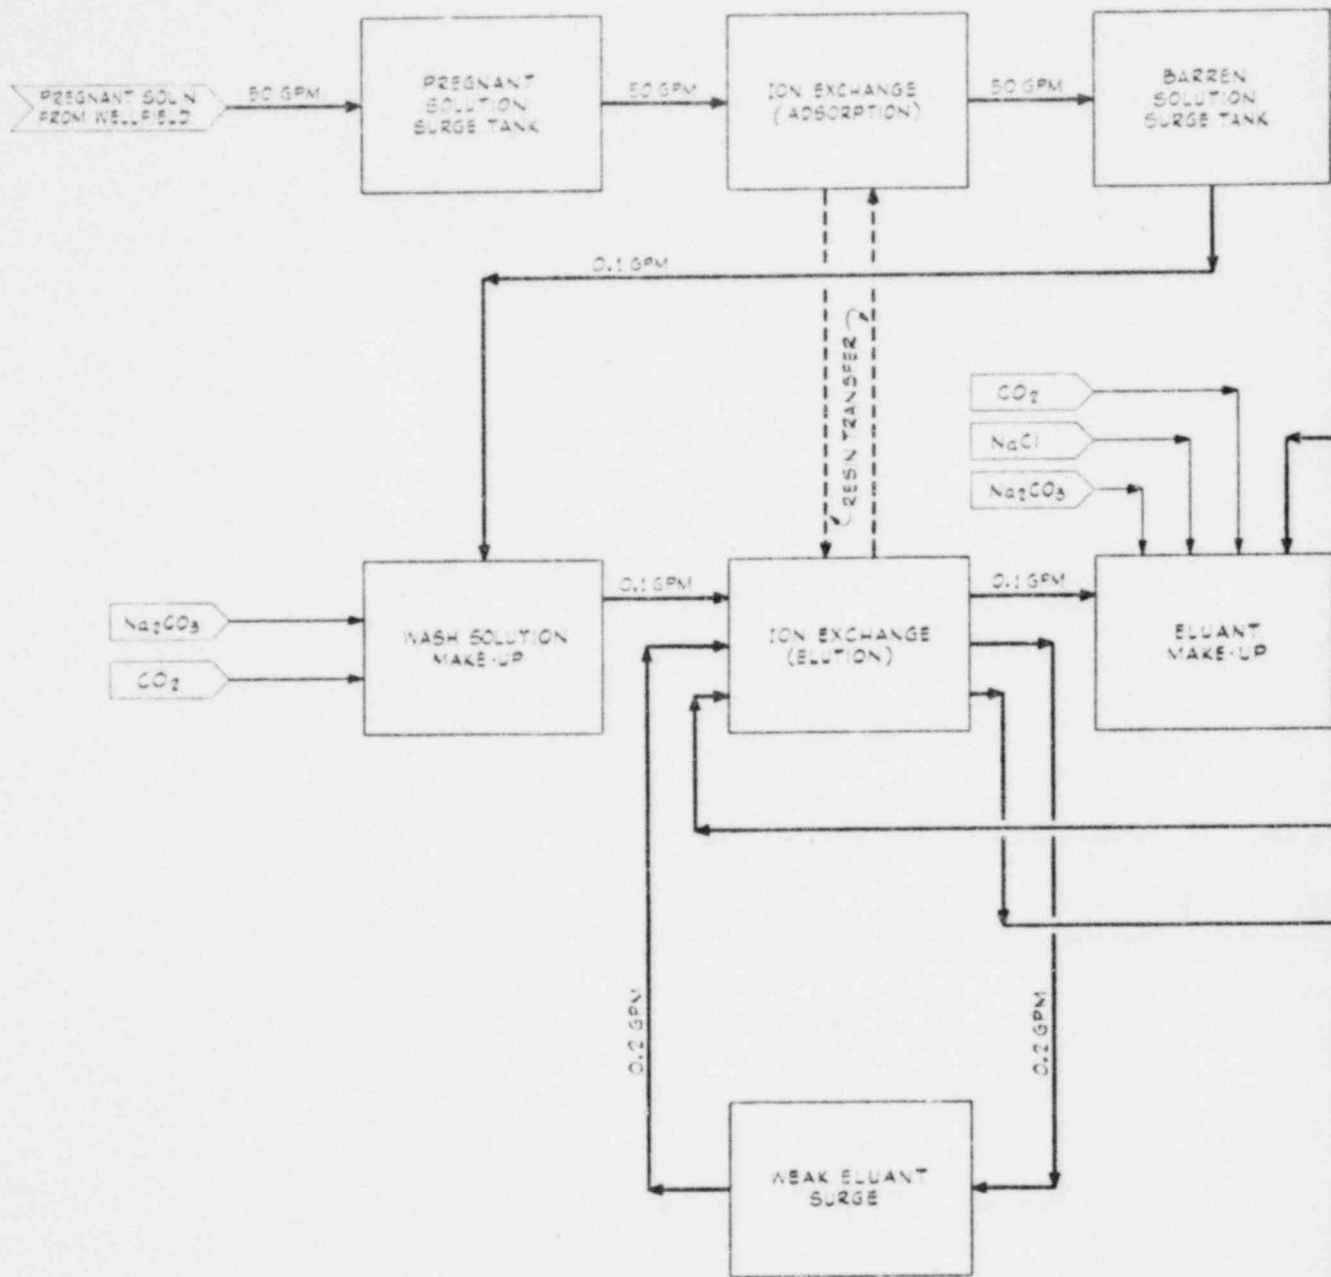 PREGNANT SOL'N
FROM WELLFIELD
50 GPM
PREGNANT
SOLUTION
SURGE TANK
50 GPM
ION EXCHANGE
(ADSORPTION)
50 GPM
BARREN
SOLUTION
SURGE TANK
0.1 GPM
RESIN TRANSFER
CO₂
NaCl
Na₂CO₃
Na₂CO₃
CO₂
WASH SOLUTION
MAKE-UP
0.1 GPM
ION EXCHANGE
(ELUTION)
0.1 GPM
ELUANT
MAKE-UP
0.2 GPM
0.2 GPM
WEAK ELUANT
SURGE